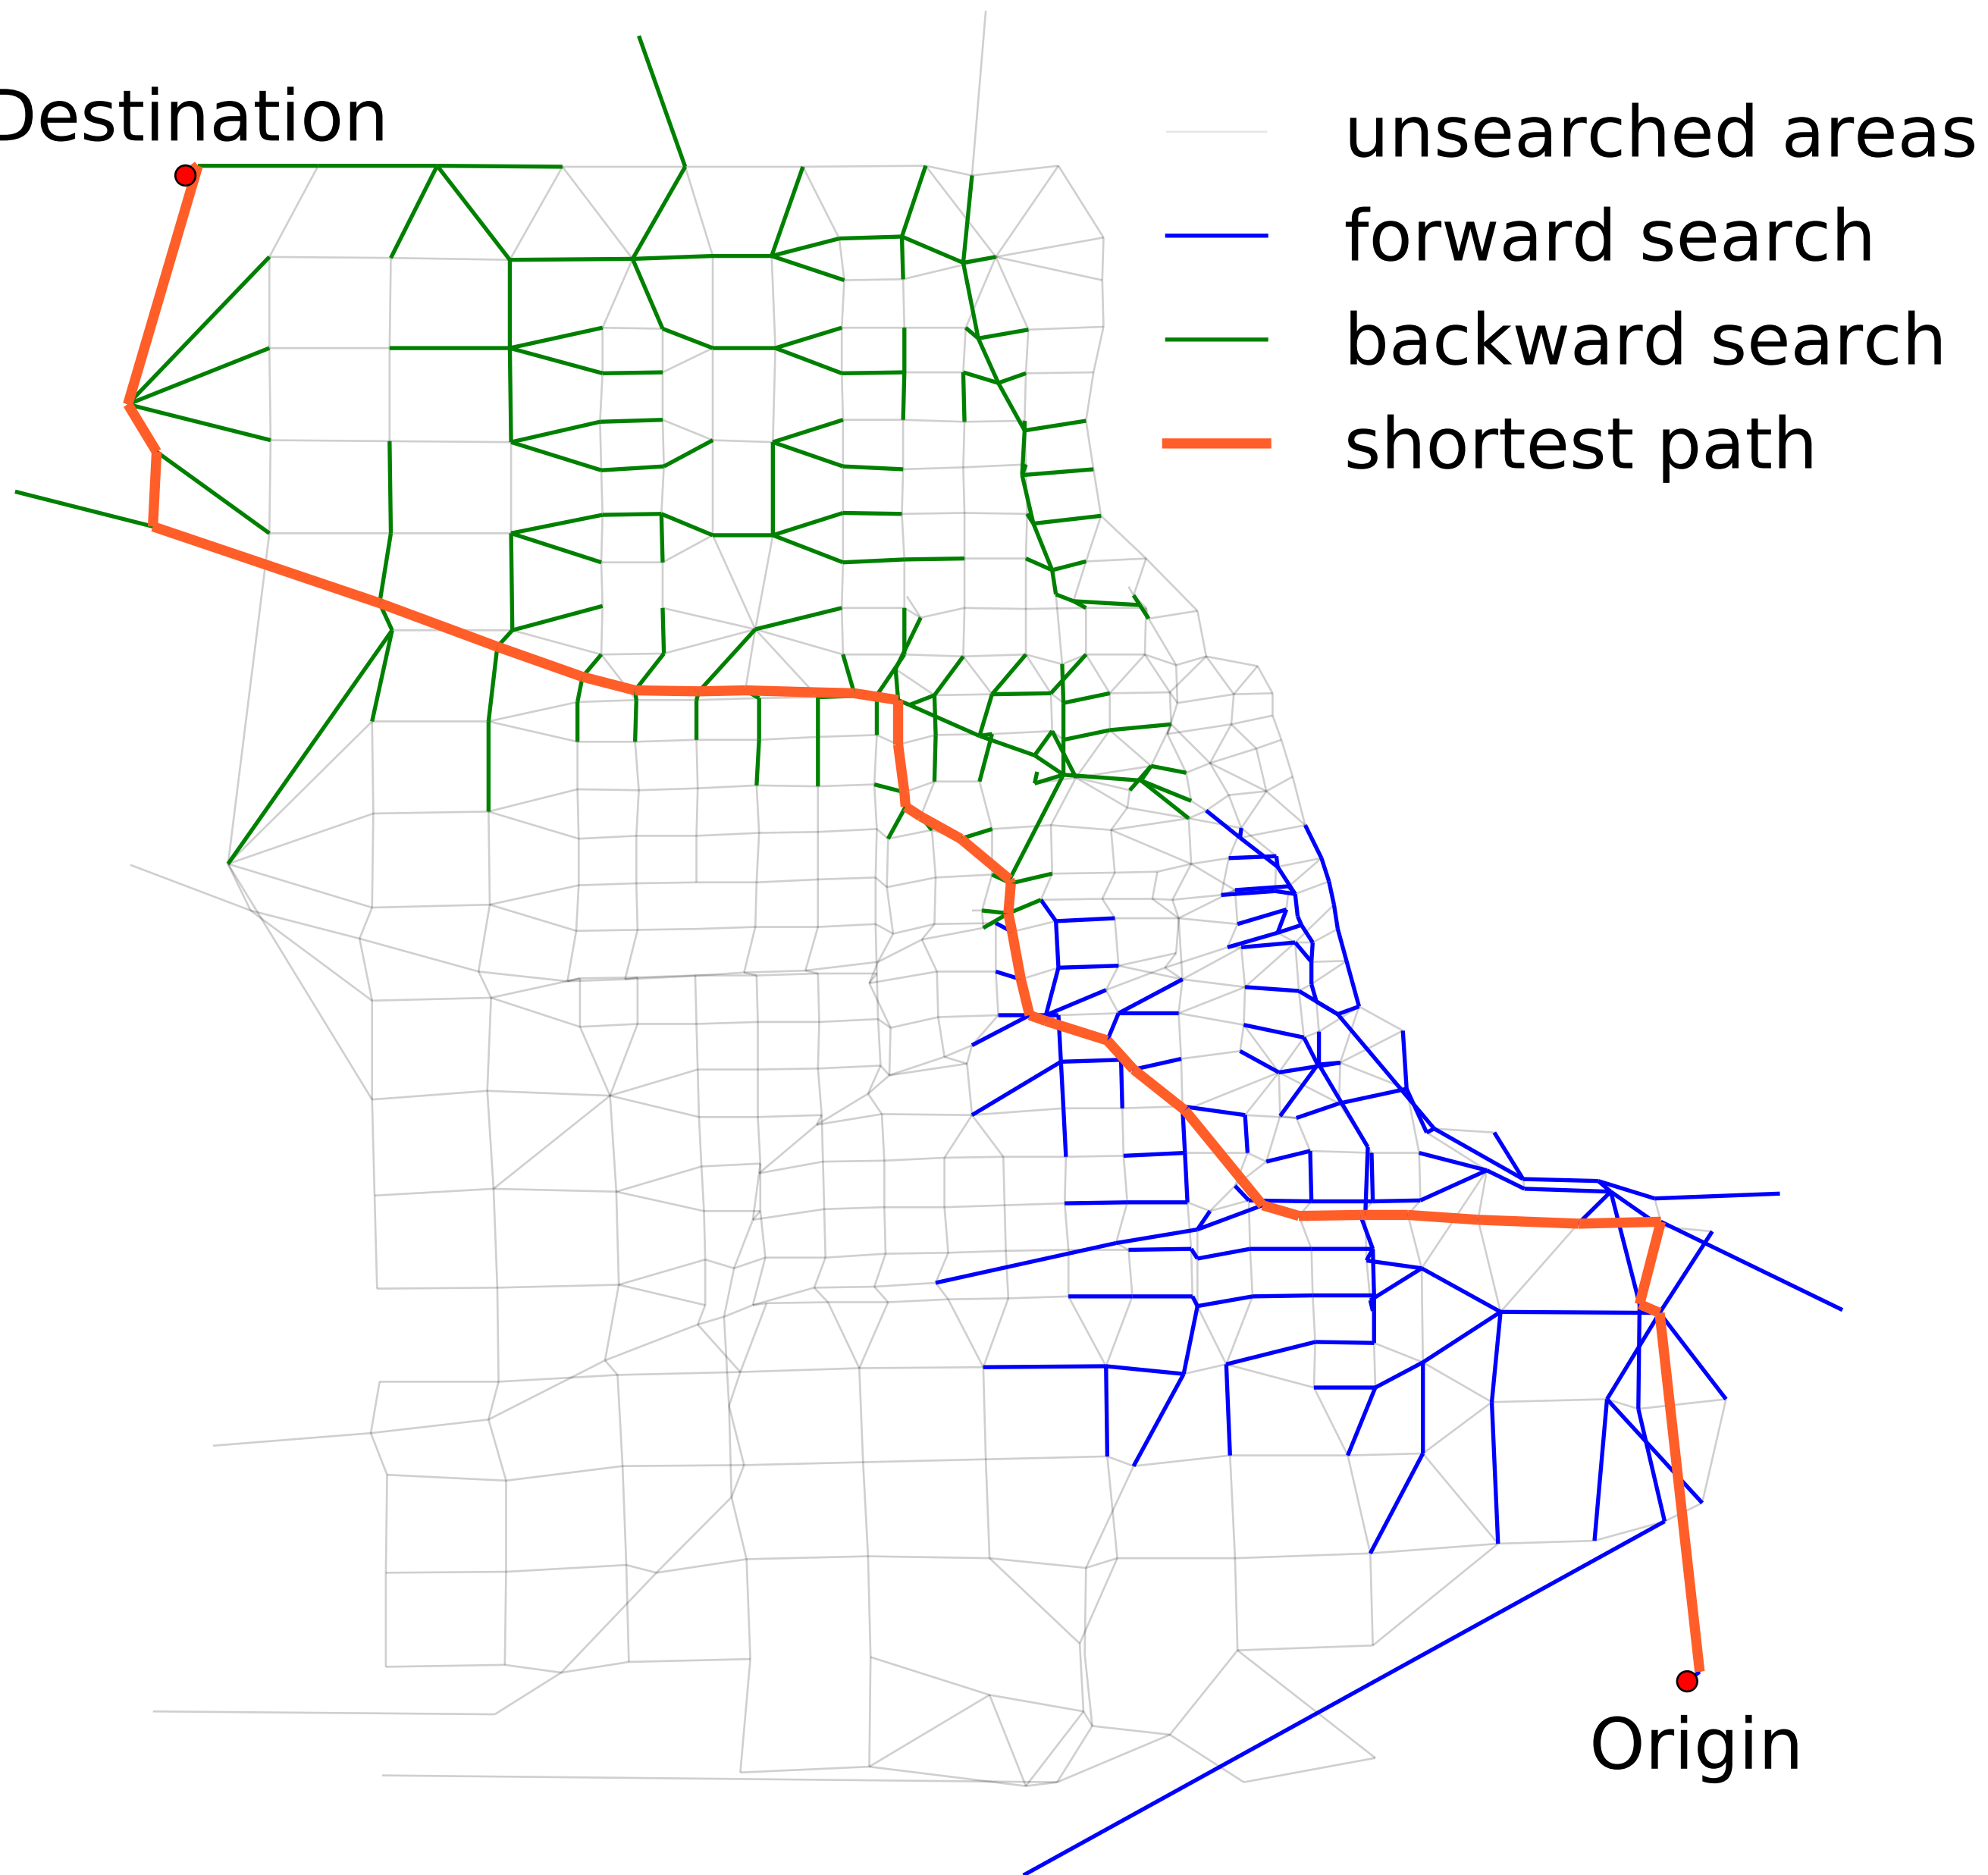 Destination
unsearched areas
forward search
backward search
shortest path
Origin